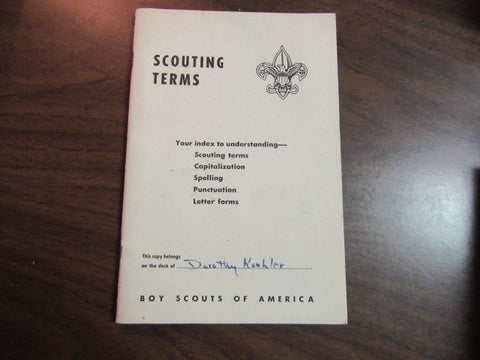 SCOUTING
TERMS
Your index to understanding—
Scouting terms
Capitalization
Spelling
Punctuation
Letter forms
This copy belongs
on the desk of Dorothy Koehler
BOY SCOUTS OF AMERICA